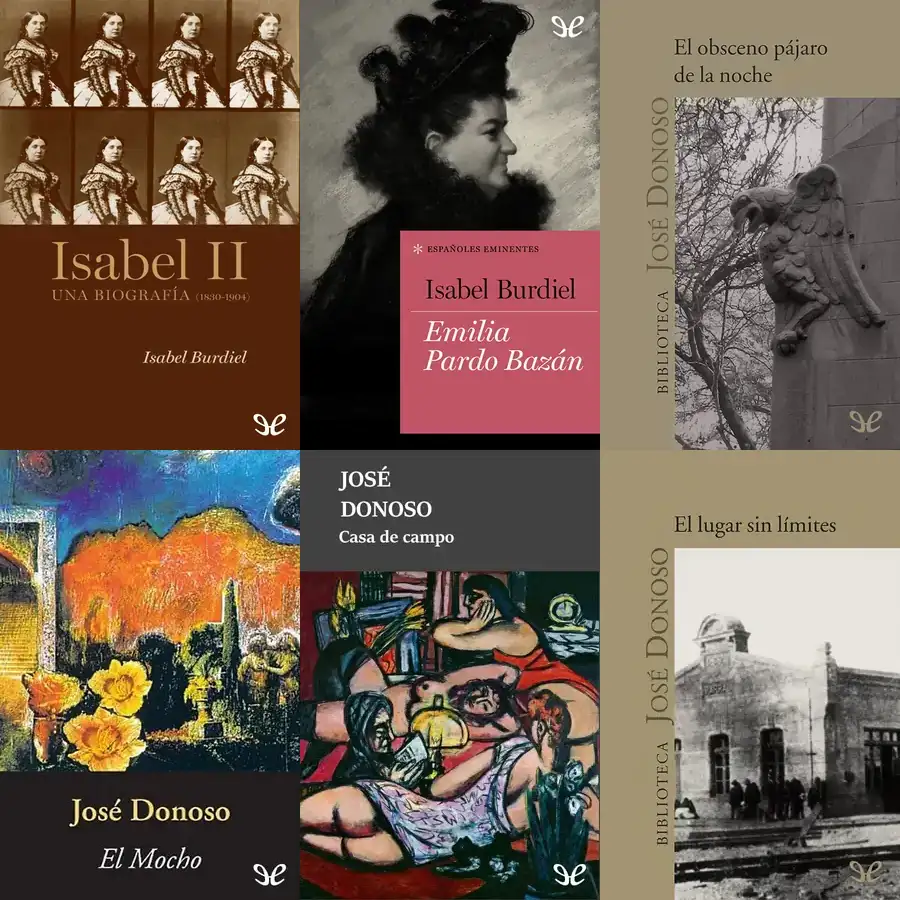 Isabel II
UNA BIOGRAFÍA (1830-1904)
Isabel Burdiel
* ESPAÑOLES EMINENTES
Isabel Burdiel
Emilia
Pardo Bazán
El obsceno pájaro
de la noche
BIBLIOTECA JOSÉ DONOSO
José Donoso
El Mocho
JOSÉ
DONOSO
Casa de campo
El lugar sin límites
BIBLIOTECA JOSÉ DONOSO